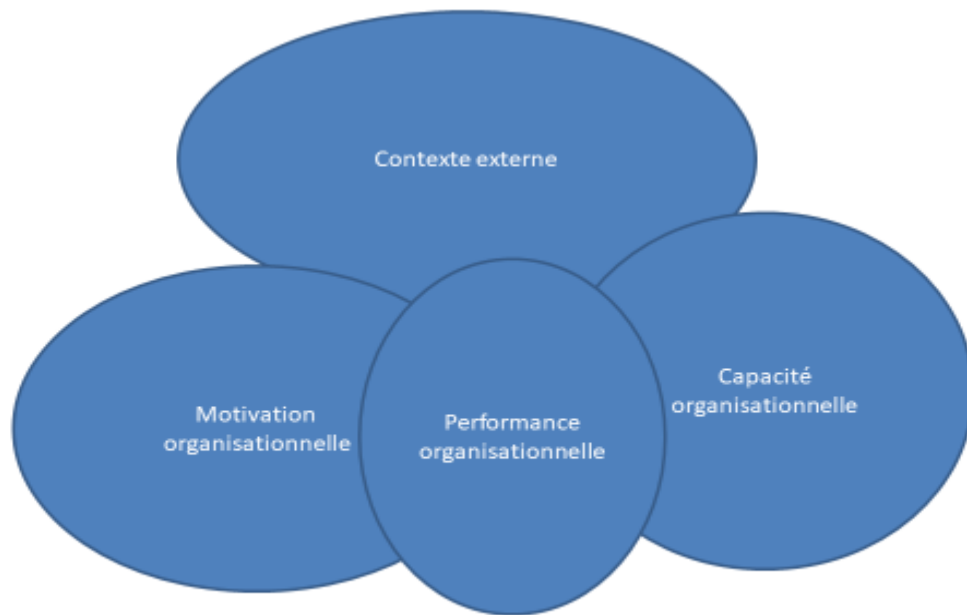 Contexte externe
Motivation
organisationnelle
Performance
organisationnelle
Capacité
organisationnelle